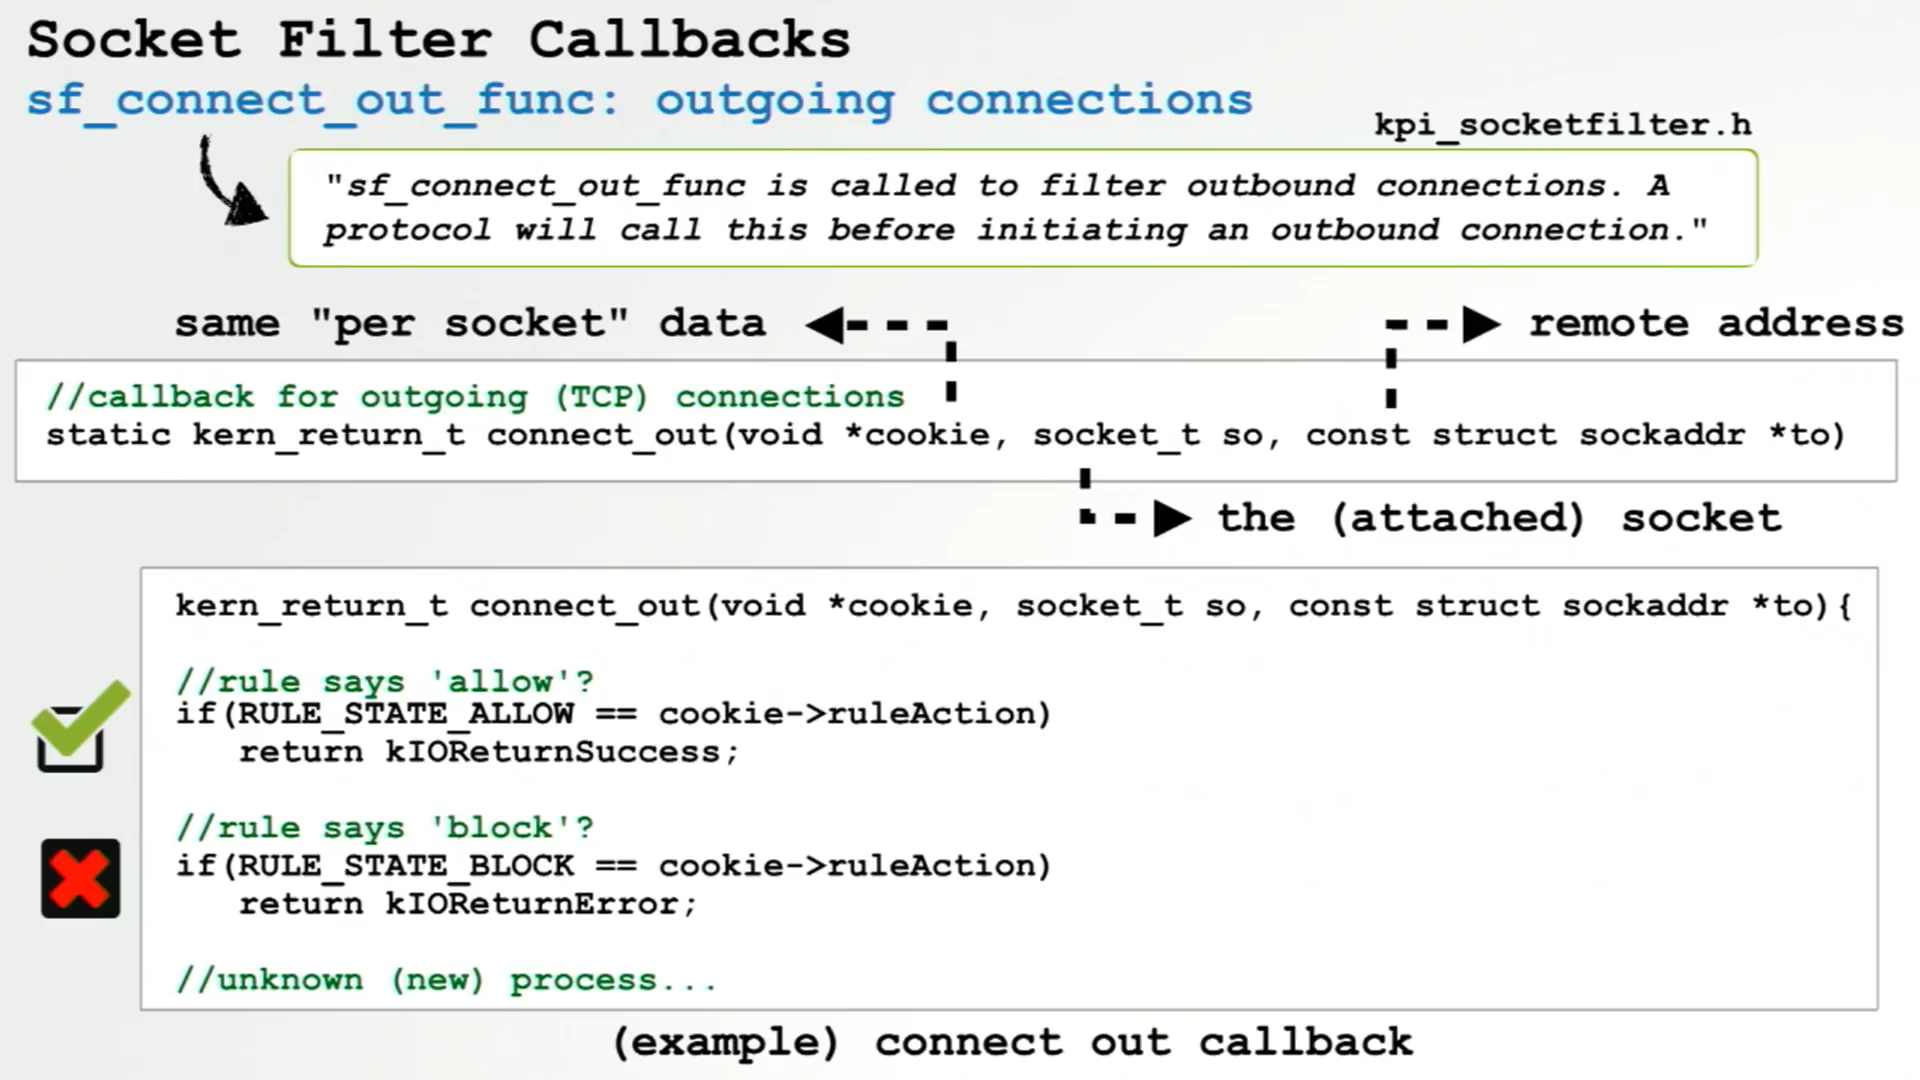 Socket Filter Callbacks
sf_connect_out_func: outgoing connections
kpi_socketfilter.h
"sf_connect_out_func is called to filter outbound connections. A
protocol will call this before initiating an outbound connection."
same "per socket" data
remote address
//callback for outgoing (TCP) connections
static kern_return_t connect_out(void *cookie, socket_t so, const struct sockaddr *to)
the (attached) socket
kern_return_t connect_out(void *cookie, socket_t so, const struct sockaddr *to){
//rule says 'allow'?
if(RULE_STATE_ALLOW == cookie->ruleAction)
return kIOReturnSuccess;
//rule says 'block'?
if(RULE_STATE_BLOCK == cookie->ruleAction)
return kIOReturnError;
//unknown (new) process...
(example) connect out callback